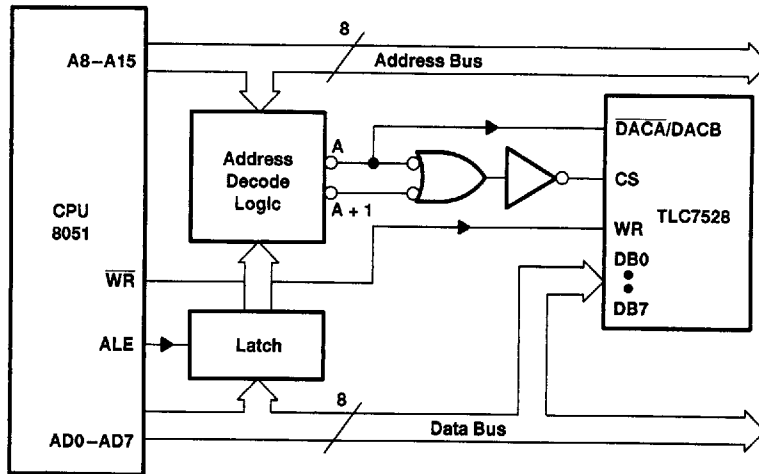 8
A8–A15
Address Bus
CPU
8051
Address
Decode
Logic
A
A + 1
DACA/DACB
CS
TLC7528
WR
DB0
DB7
WR
ALE
Latch
8
AD0–AD7
Data Bus